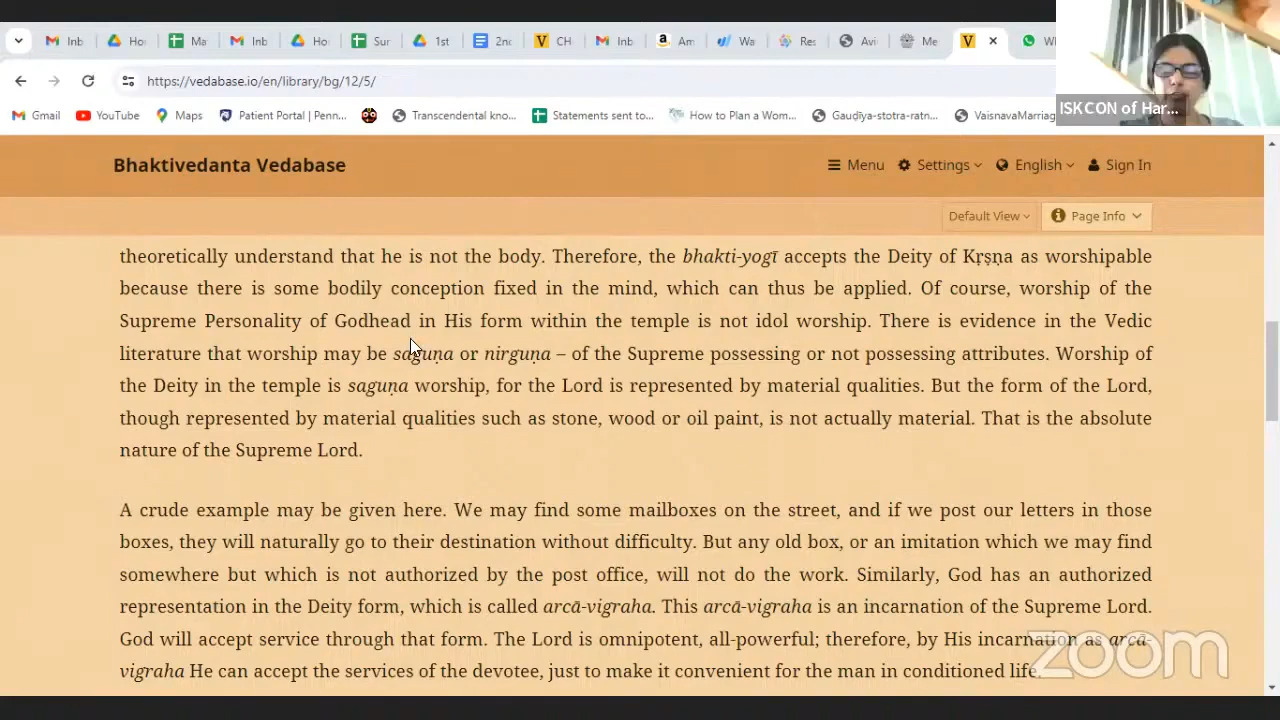 Inb
Ho
Ma
Inb
Ho
Sur
1st
2nc
CH
Inb
Am
Wa
Res
Avi
Me
https://vedabase.io/en/library/bg/12/5/
ISKCON of Har...
Gmail
YouTube
Maps
Patient Portal | Penn...
Transcendental kno...
Statements sent to...
How to Plan a Wom...
Gauḍīya-stotra-ratn...
VaisnavaMarriag
Bhaktivedanta Vedabase
Menu
Settings
English
Sign In
Default View
Page Info
theoretically understand that he is not the body. Therefore, the bhakti-yogī accepts the Deity of Kṛṣṇa as worshipable
because there is some bodily conception fixed in the mind, which can thus be applied. Of course, worship of the
Supreme Personality of Godhead in His form within the temple is not idol worship. There is evidence in the Vedic
literature that worship may be saguṇa or nirguṇa – of the Supreme possessing or not possessing attributes. Worship of
the Deity in the temple is saguṇa worship, for the Lord is represented by material qualities. But the form of the Lord,
though represented by material qualities such as stone, wood or oil paint, is not actually material. That is the absolute
nature of the Supreme Lord.
A crude example may be given here. We may find some mailboxes on the street, and if we post our letters in those
boxes, they will naturally go to their destination without difficulty. But any old box, or an imitation which we may find
somewhere but which is not authorized by the post office, will not do the work. Similarly, God has an authorized
representation in the Deity form, which is called arcā-vigraha. This arcā-vigraha is an incarnation of the Supreme Lord.
God will accept service through that form. The Lord is omnipotent, all-powerful; therefore, by His incarnation as arcā-
vigraha He can accept the services of the devotee, just to make it convenient for the man in conditioned life.
zoom